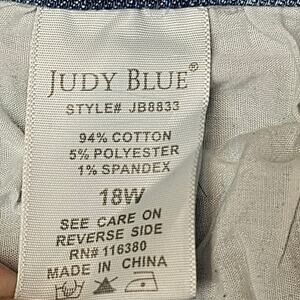 JUDY BLUE®
STYLE# JB8833
94% COTTON
5% POLYESTER
1% SPANDEX
18W
SEE CARE ON
REVERSE SIDE
RN# 116380
MADE IN CHINA